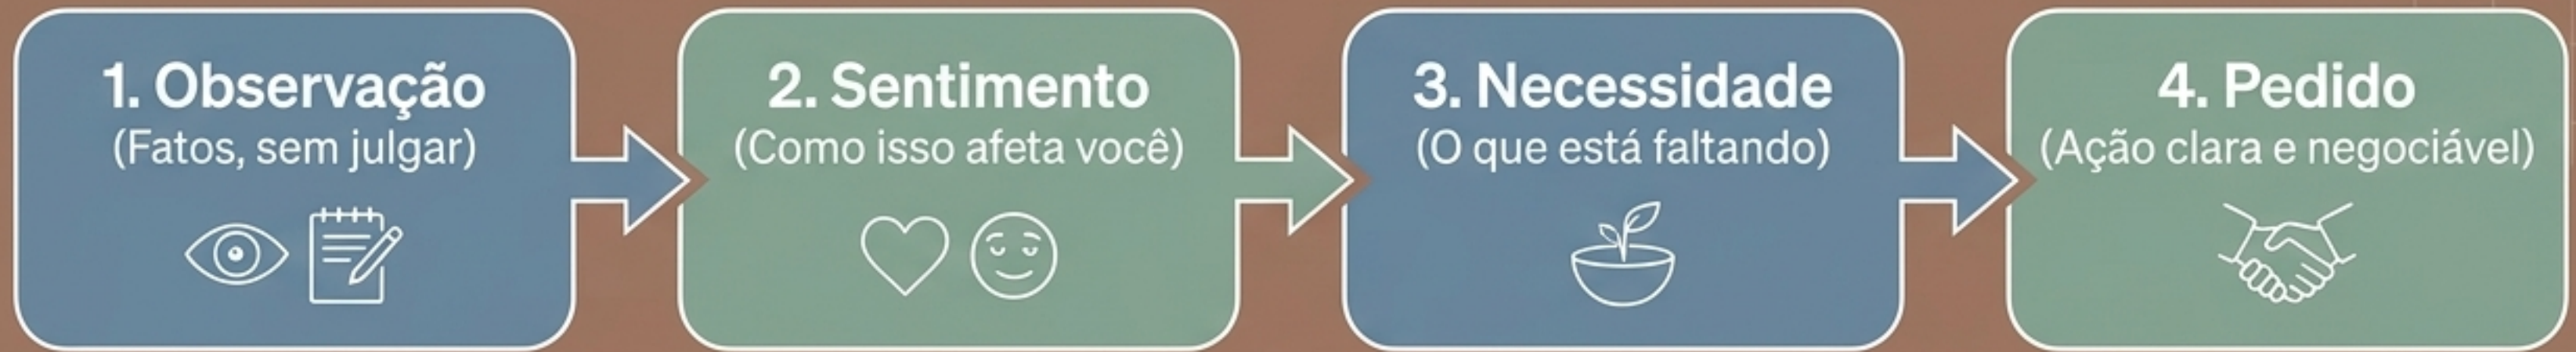 1. Observação
(Fatos, sem julgar)
2. Sentimento
(Como isso afeta você)
3. Necessidade
(O que está faltando)
4. Pedido
(Ação clara e negociável)